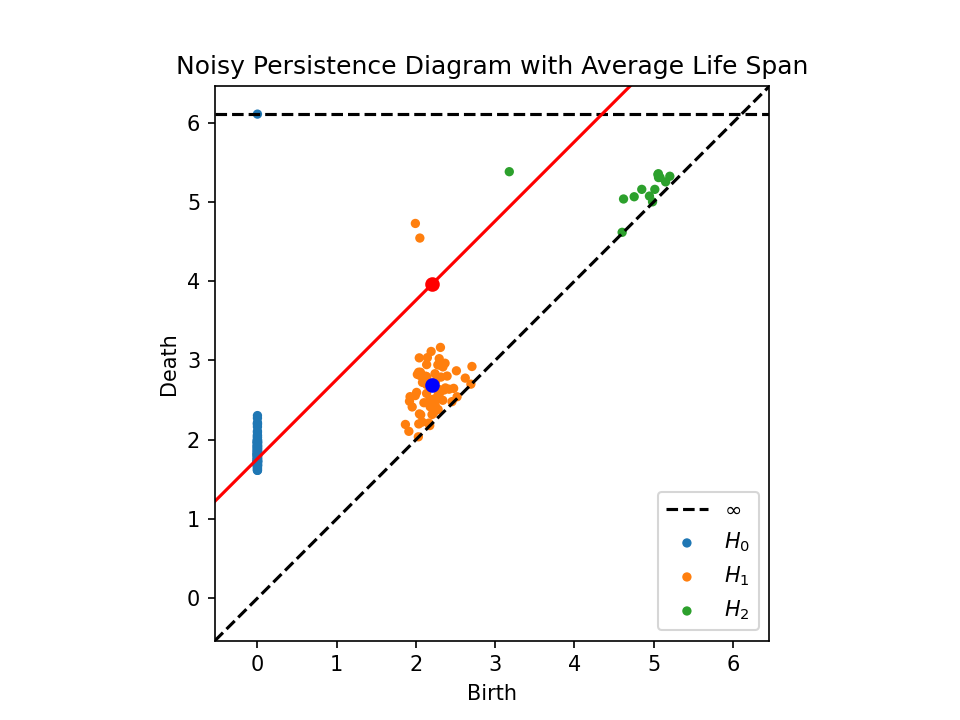 Noisy Persistence Diagram with Average Life Span
Death
6
5
4
3
2
1
0
∞
H₀
H₁
H₂
0 1 2 3 4 5 6
Birth